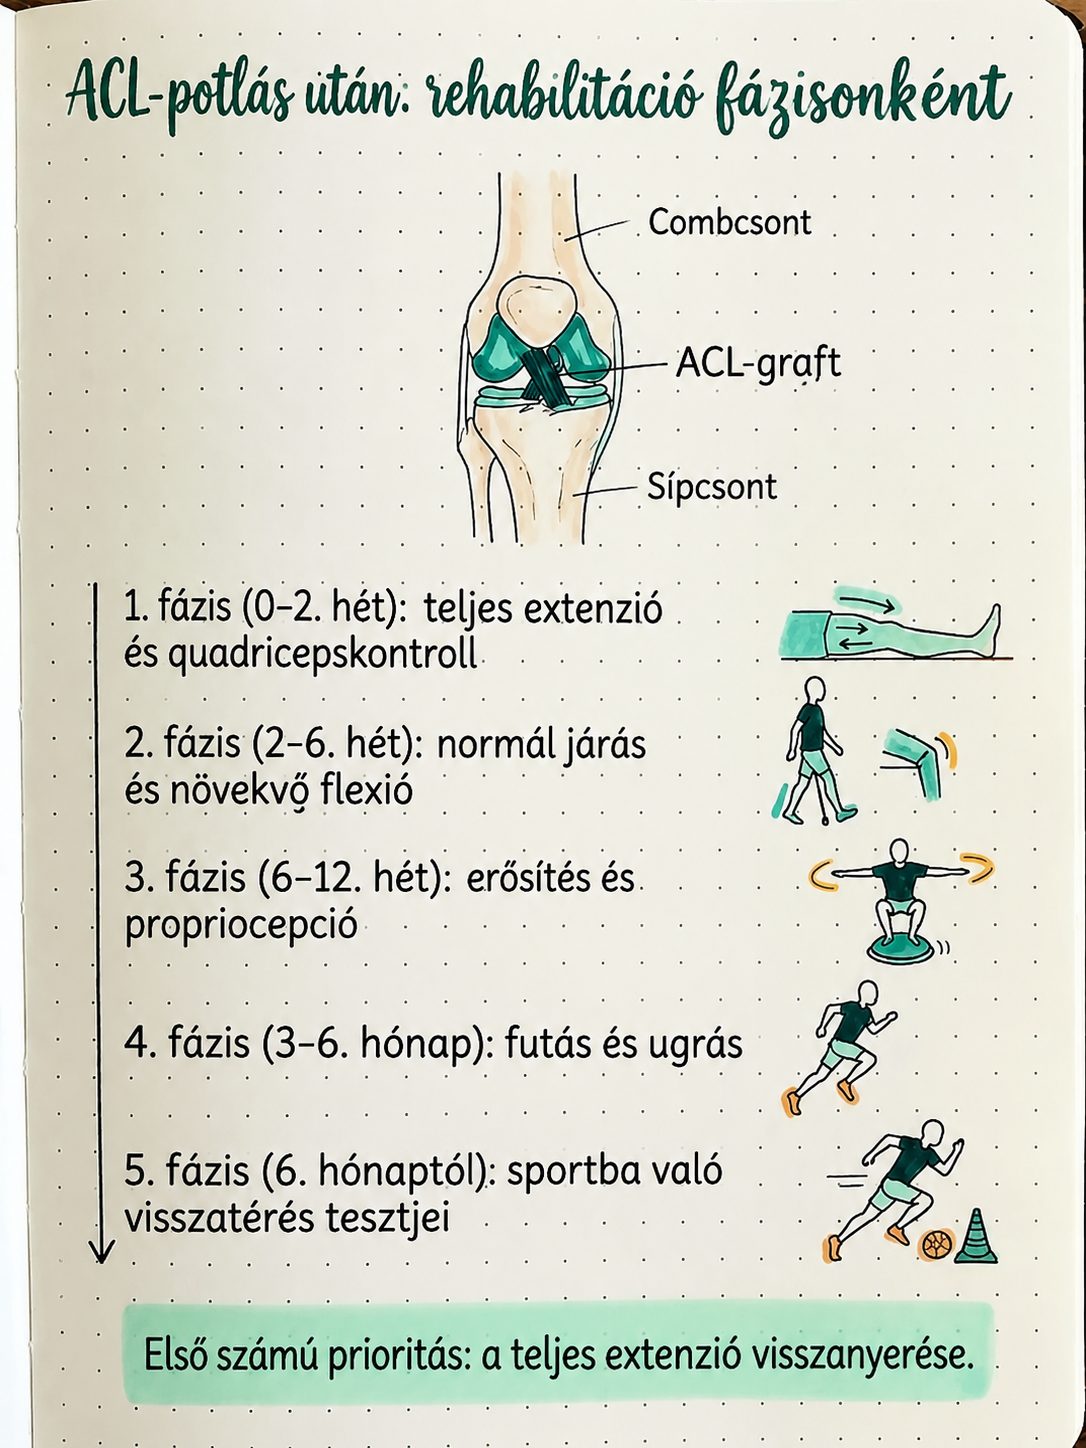 ACL-potlás után: rehabilitáció fázisonként
Combcsont
ACL-graft
Sípcsont
1. fázis (0–2. hét): teljes extenzió
és quadricepskontroll
2. fázis (2–6. hét): normál járás
és növekvő flexió
3. fázis (6–12. hét): erősítés és
propriocepció
4. fázis (3–6. hónap): futás és ugrás
5. fázis (6. hónaptól): sportba való
visszatérés tesztjei
Első számú prioritás: a teljes extenzió visszanyerése.